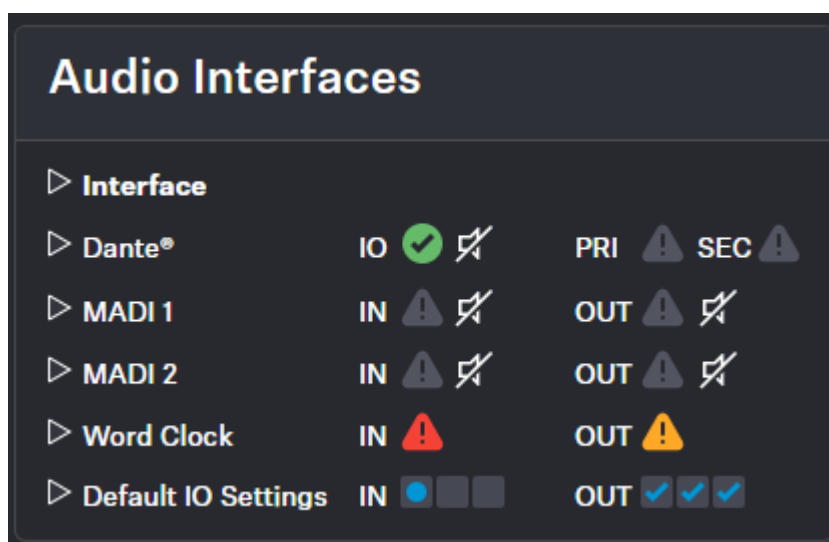 Audio Interfaces
Interface
Dante® IO PRI SEC
MADI 1 IN OUT
MADI 2 IN OUT
Word Clock IN OUT
Default IO Settings IN OUT